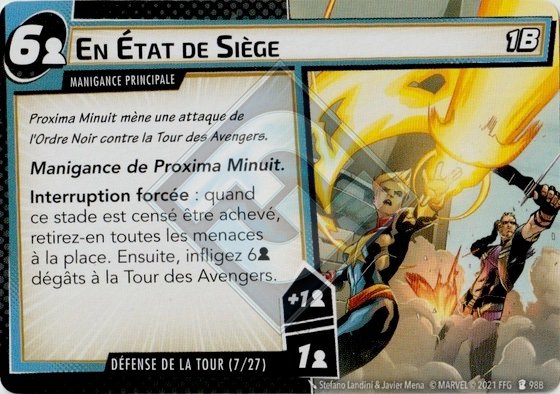 6 EN ÉTAT DE SIÈGE 1B
MANIGANCE PRINCIPALE
Proxima Minuit mène une attaque de
l'Ordre Noir contre la Tour des Avengers.
Manigance de Proxima Minuit.
Interruption forcée : quand
ce stade est censé être achevé,
retirez-en toutes les menaces
à la place. Ensuite, infligez 6
dégâts à la Tour des Avengers.
+1
1
DÉFENSE DE LA TOUR (7/27)
Stefano Landini & Javier Mena © MARVEL © 2021 FFG 98B